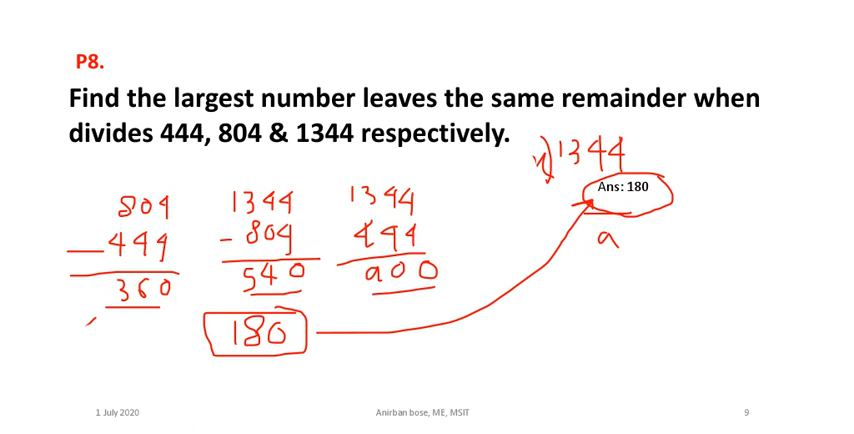 P8.
Find the largest number leaves the same remainder when
divides 444, 804 & 1344 respectively.
x)1344
Ans: 180
a
804 1344 1344
- 444 - 804 444
360 540 900
180
1 July 2020 Anirban bose, ME, MSIT 9